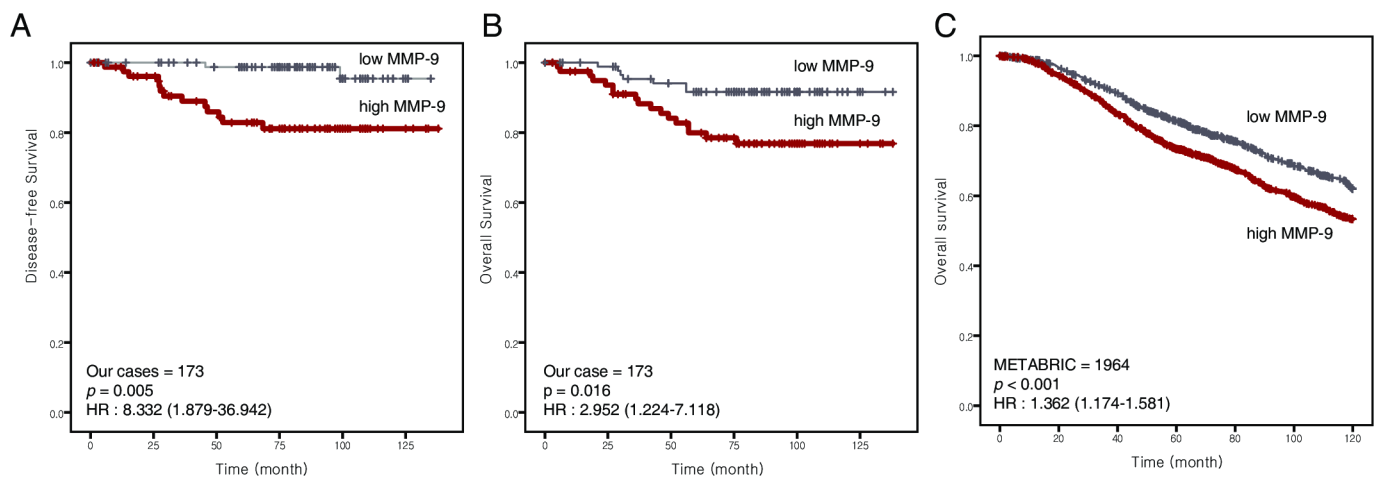 A
Disease-free Survival
1.0
0.8
0.6
0.4
0.2
0.0
low MMP-9
high MMP-9
Our cases = 173
p = 0.005
HR : 8.332 (1.879-36.942)
0 25 50 75 100 125
Time (month)
B
Overall Survival
1.0
0.8
0.6
0.4
0.2
0.0
low MMP-9
high MMP-9
Our case = 173
p = 0.016
HR : 2.952 (1.224-7.118)
0 25 50 75 100 125
Time (month)
C
Overall survival
1.0
0.8
0.6
0.4
0.2
0.0
low MMP-9
high MMP-9
METABRIC = 1964
p < 0.001
HR : 1.362 (1.174-1.581)
0 20 40 60 80 100 120
Time (month)